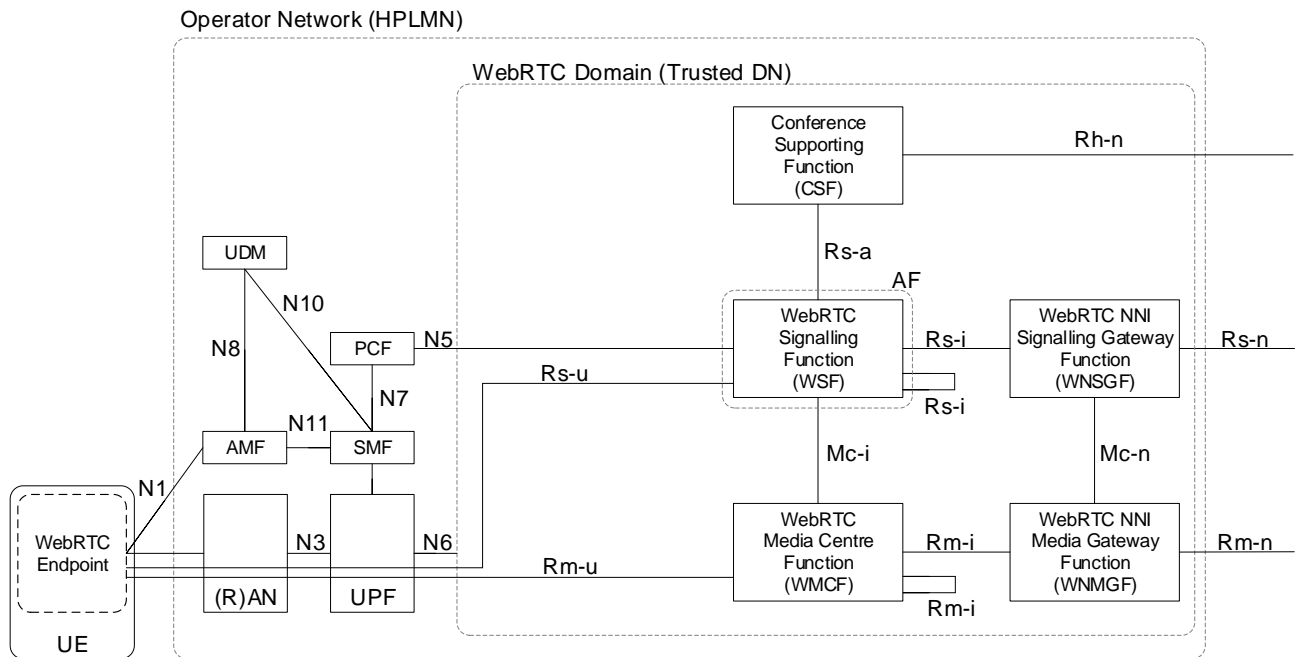 Operator Network (HPLMN)
WebRTC Domain (Trusted DN)
Conference
Supporting
Function
(CSF)
Rh-n
Rs-a
UDM
N10
N8
AF
PCF
N5
WebRTC
Signalling
Function
(WSF)
Rs-i
WebRTC NNI
Signalling Gateway
Function
(WNSGF)
Rs-n
Rs-u
Rs-i
N7
N11
AMF
SMF
Mc-i
Mc-n
N1
WebRTC
Endpoint
UE
(R)AN
N3
UPF
N6
Rm-u
WebRTC
Media Centre
Function
(WMCF)
Rm-i
Rm-i
WebRTC NNI
Media Gateway
Function
(WNMGF)
Rm-n